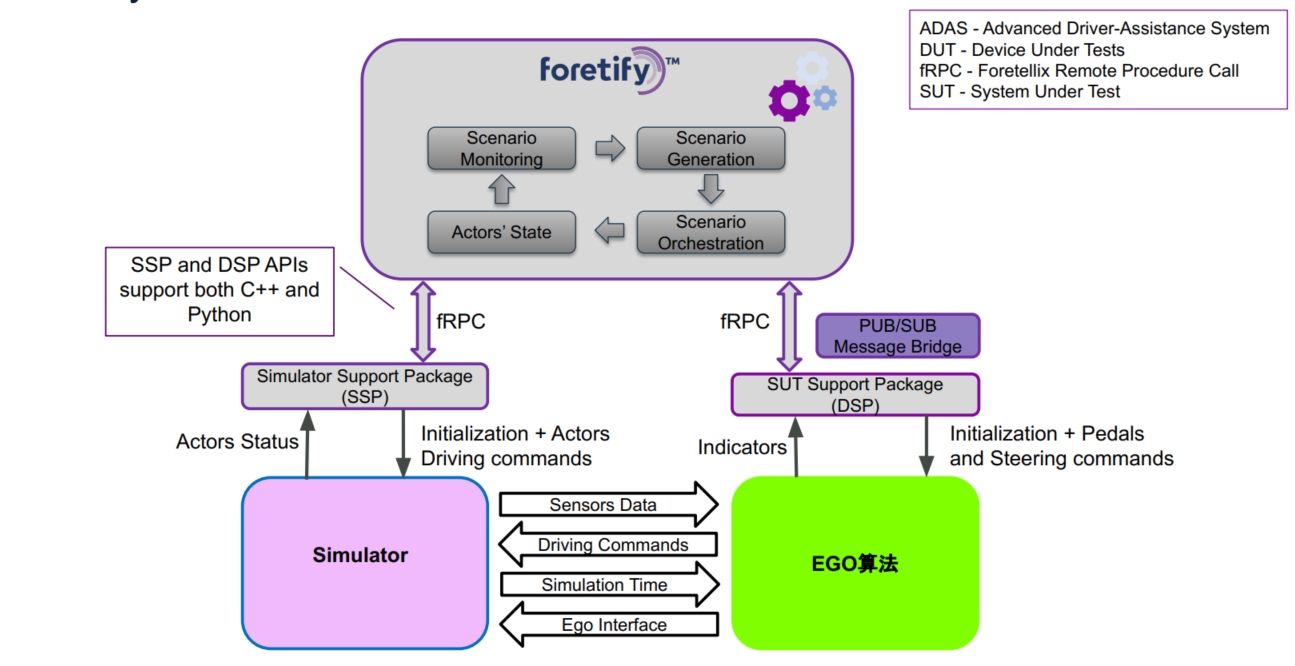 ADAS - Advanced Driver-Assistance System
DUT - Device Under Tests
fRPC - Foretellix Remote Procedure Call
SUT - System Under Test
foretify™
Scenario
Monitoring
Scenario
Generation
Actors’ State
Scenario
Orchestration
SSP and DSP APIs
support both C++ and
Python
fRPC
fRPC
PUB/SUB
Message Bridge
Simulator Support Package
(SSP)
SUT Support Package
(DSP)
Actors Status
Initialization + Actors
Driving commands
Indicators
Initialization + Pedals
and Steering commands
Simulator
Sensors Data
Driving Commands
Simulation Time
Ego Interface
EGO算法